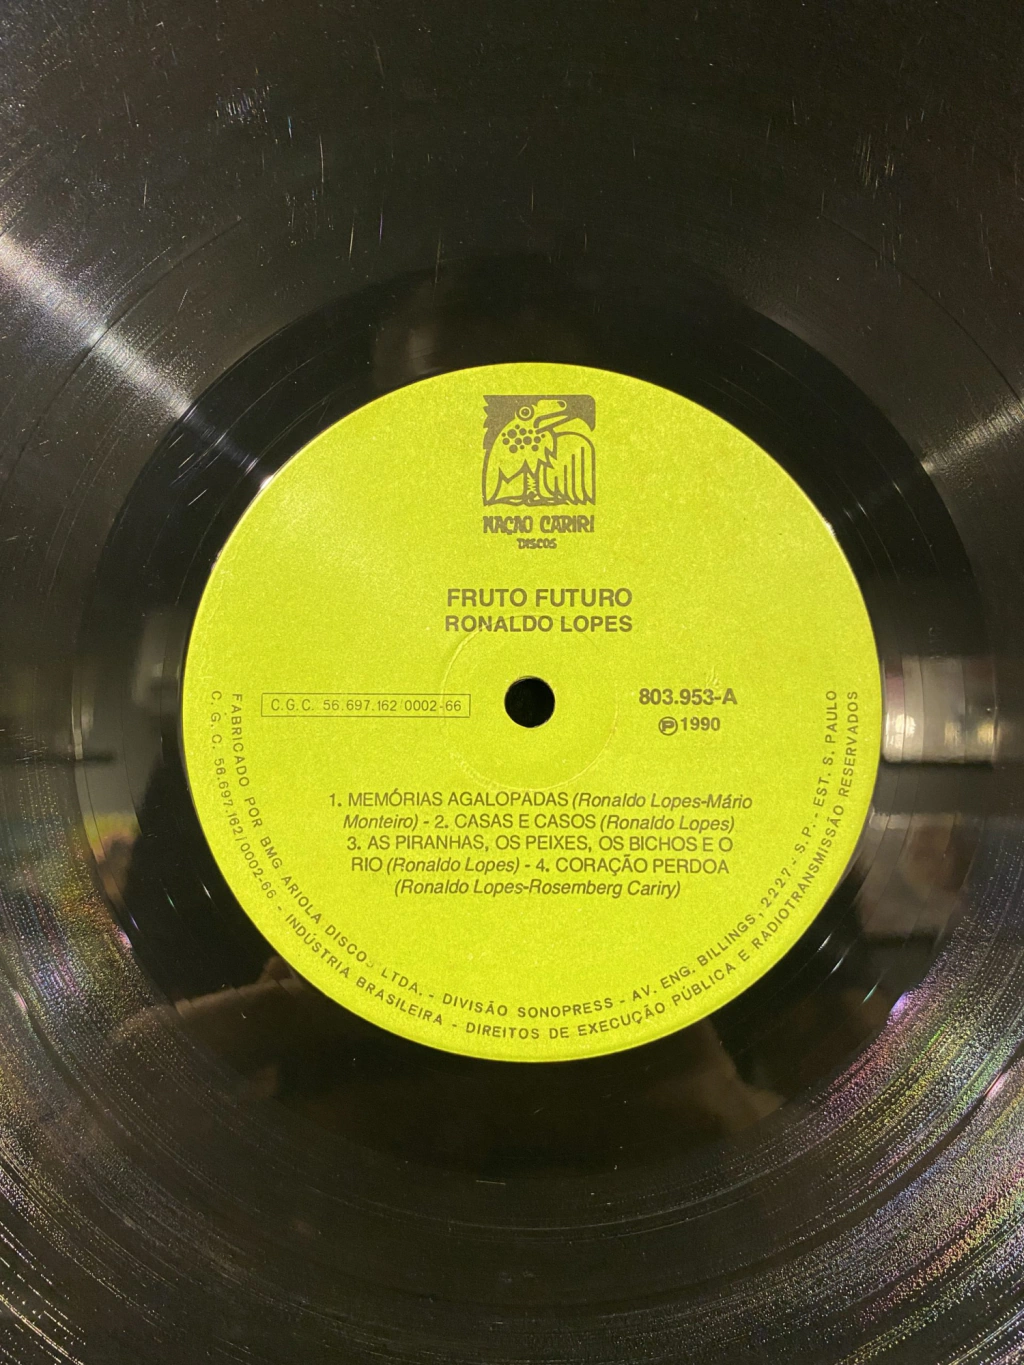 NAÇÃO CARIRI
DISCOS
FRUTO FUTURO
RONALDO LOPES
C.G.C. 56.697.162/0002-66
803.953-A
Ⓟ 1990
1. MEMÓRIAS AGALOPADAS (Ronaldo Lopes-Mário
Monteiro) - 2. CASAS E CASOS (Ronaldo Lopes)
3. AS PIRANHAS, OS PEIXES, OS BICHOS E O
RIO (Ronaldo Lopes) - 4. CORAÇÃO PERDOA
(Ronaldo Lopes-Rosemberg Cariry)
FABRICADO POR BMG ARIOLA DISCOS LTDA. - DIVISÃO SONOPRESS - AV. ENG. BILLINGS, 2227 - S.P. - EST. S. PAULO
C.G.C. 56.697.162/0002-66 - INDÚSTRIA BRASILEIRA - DIREITOS DE EXECUÇÃO PÚBLICA E RADIOTRANSMISSÃO RESERVADOS